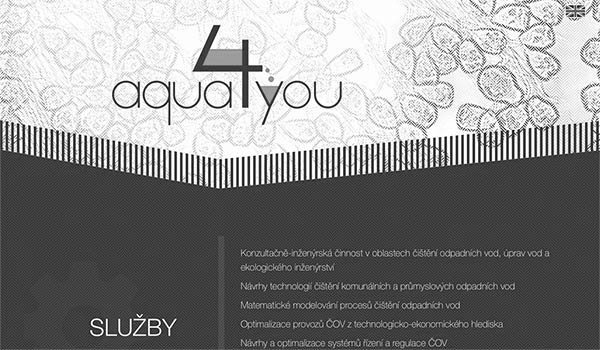 aqua4you
Konzultačně-inženýrská činnost v oblastech čištění odpadních vod, úprav vod a
ekologického inženýrství
Návrhy technologií čištění komunálních a průmyslových odpadních vod
Matematické modelování procesů čištění odpadních vod
SLUŽBY
Optimalizace provozů ČOV z technologicko-ekonomického hlediska
Návrhy a optimalizace systémů řízení a regulace ČOV